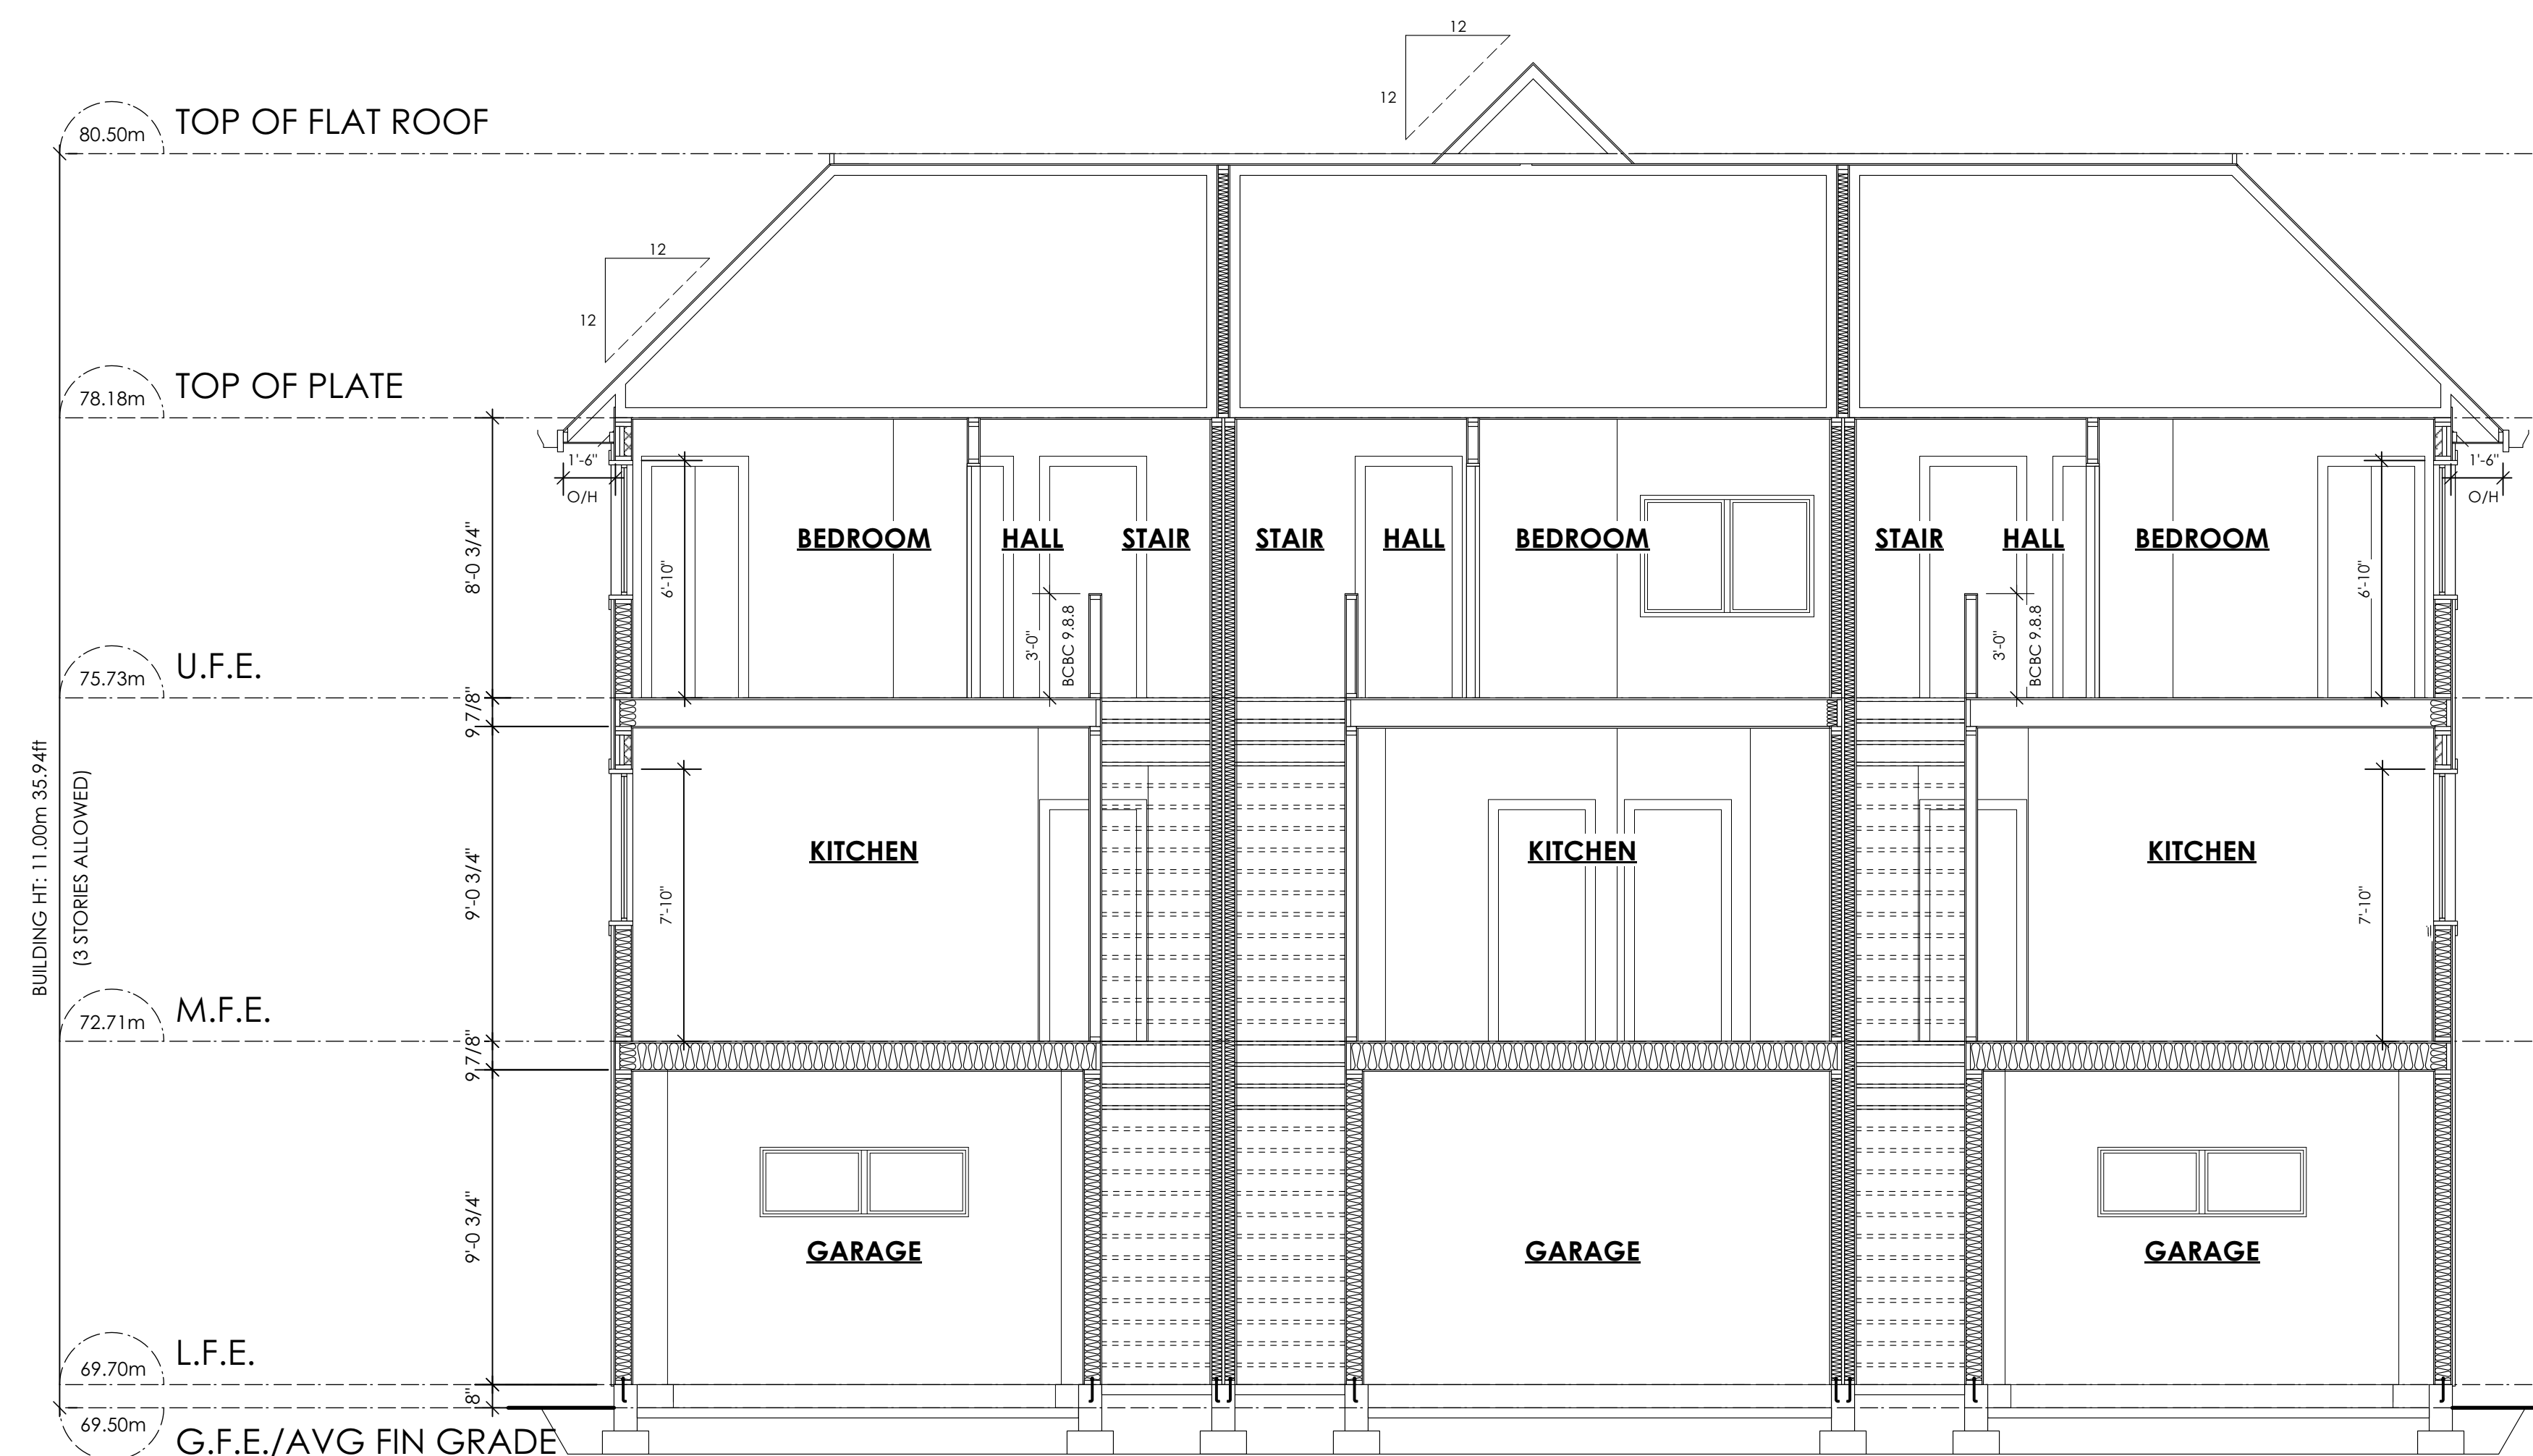 12
12
80.50m
TOP OF FLAT ROOF
12
12
78.18m
TOP OF PLATE
1'-6"
O/H
1'-6"
O/H
8'-0 3/4"
6'-10"
BEDROOM
HALL
STAIR
STAIR
HALL
BEDROOM
STAIR
HALL
BEDROOM
6'-10"
3'-0"
BCBC 9.8.8
3'-0"
BCBC 9.8.8
75.73m
U.F.E.
9 7/8"
BUILDING HT: 11.00m 35.94ft
(3 STORIES ALLOWED)
9'-0 3/4"
7'-10"
KITCHEN
KITCHEN
KITCHEN
7'-10"
72.71m
M.F.E.
9 7/8"
9'-0 3/4"
GARAGE
GARAGE
GARAGE
69.70m
L.F.E.
8"
69.50m
G.F.E./AVG FIN GRADE